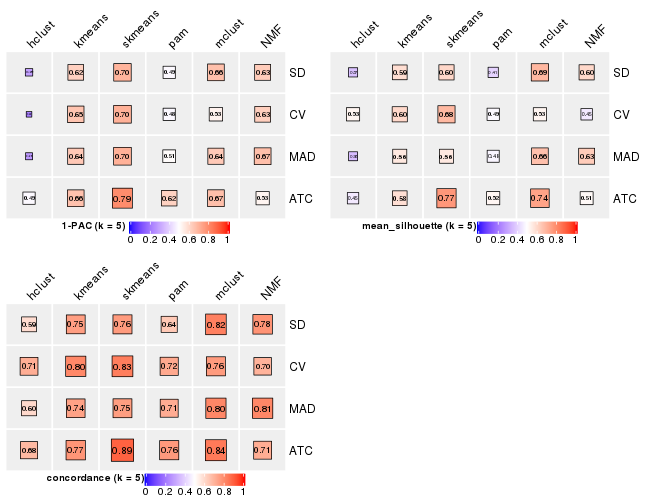 hclust kmeans skmeans pam mclust NMF
0.62 0.70 0.49 0.66 0.63 SD
0.65 0.70 0.48 0.53 0.63 CV
0.64 0.70 0.51 0.64 0.67 MAD
0.49 0.66 0.79 0.62 0.67 0.53 ATC
1-PAC (k = 5)
0 0.2 0.4 0.6 0.8 1
hclust kmeans skmeans pam mclust NMF
0.59 0.60 0.69 0.60 SD
0.53 0.60 0.68 0.49 0.53 CV
0.56 0.56 0.66 0.63 MAD
0.58 0.77 0.52 0.74 0.51 ATC
mean_silhouette (k = 5)
0 0.2 0.4 0.6 0.8 1
hclust kmeans skmeans pam mclust NMF
0.59 0.75 0.76 0.64 0.82 0.78 SD
0.71 0.80 0.83 0.72 0.76 0.70 CV
0.60 0.74 0.75 0.71 0.80 0.81 MAD
0.68 0.77 0.89 0.76 0.84 0.71 ATC
concordance (k = 5)
0 0.2 0.4 0.6 0.8 1